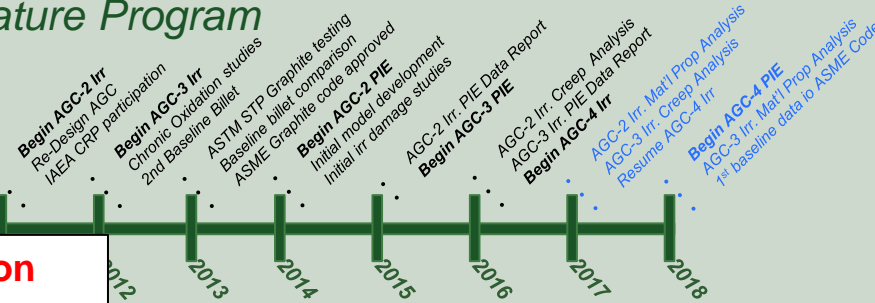 ature Program
Begin AGC-2 Irr
Re-Design AGC
IAEA CRP participation
Begin AGC-3 Irr
Chronic Oxidation studies
2nd Baseline Billet
ASTM STP Graphite testing
Baseline billet comparison
ASME Graphite code approved
Begin AGC-2 PIE
Initial model development
Initial irr damage studies
AGC-2 Irr. PIE Data Report
Begin AGC-3 PIE
AGC-2 Irr. Creep Analysis
AGC-3 Irr. PIE Data Report
Begin AGC-4 Irr
AGC-2 Irr. Mat'l Prop Analysis
AGC-3 Irr. Creep Analysis
Resume AGC-4 Irr
Begin AGC-4 PIE
AGC-3 Irr. Mat'l Prop Analysis
1st baseline data io ASME Code
on
012
2013
2014
2015
2016
2017
2018